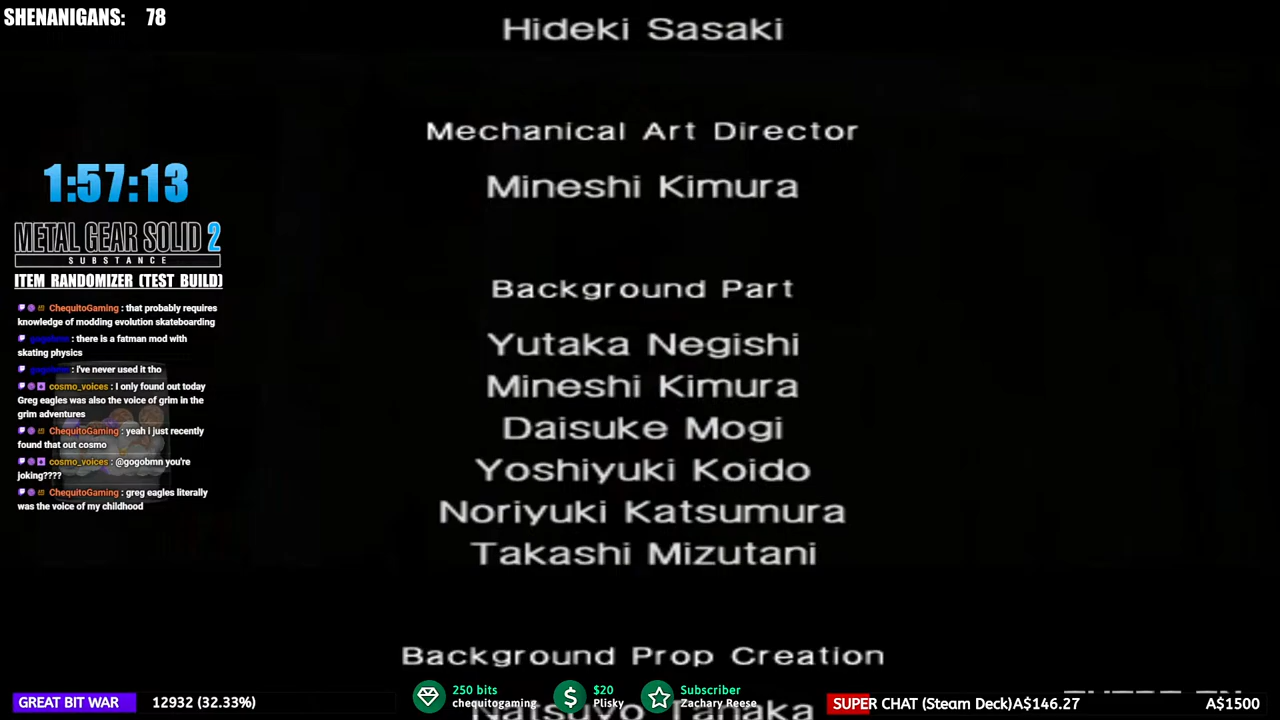 SHENANIGANS: 78
Hideki Sasaki
Mechanical Art Director
Mineshi Kimura
1:57:13
METAL GEAR SOLID 2
SUBSTANCE
ITEM RANDOMIZER (TEST BUILD)
Background Part
Yutaka Negishi
Mineshi Kimura
Daisuke Mogi
Yoshiyuki Koido
Noriyuki Katsumura
Takashi Mizutani
ChequitoGaming : that probably requires
knowledge of modding evolution skateboarding
gogobmn : there is a fatman mod with
skating physics
gogobmn : I've never used it tho
cosmo_voices : I only found out today
Greg eagles was also the voice of grim in the
grim adventures
ChequitoGaming : yeah i just recently
found that out cosmo
cosmo_voices : @gogobmn you're
joking????
ChequitoGaming : greg eagles literally
was the voice of my childhood
Background Prop Creation
Natsuyo Tanaka
GREAT BIT WAR 12932 (32.33%)
250 bits
chequitogaming
$20
Plisky
Subscriber
Zachary Reese
SUPER CHAT (Steam Deck)A$146.27 A$1500